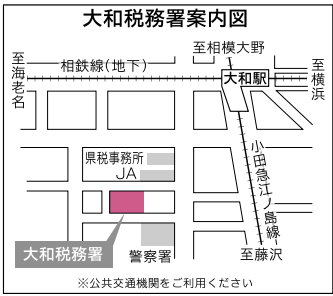 大和税務署案内図
至相模大野
至海老名
相鉄線(地下)
大和駅
至横浜
県税事務所
JA
小田急江ノ島線
大和税務署
警察署
至藤沢
※公共交通機関をご利用ください